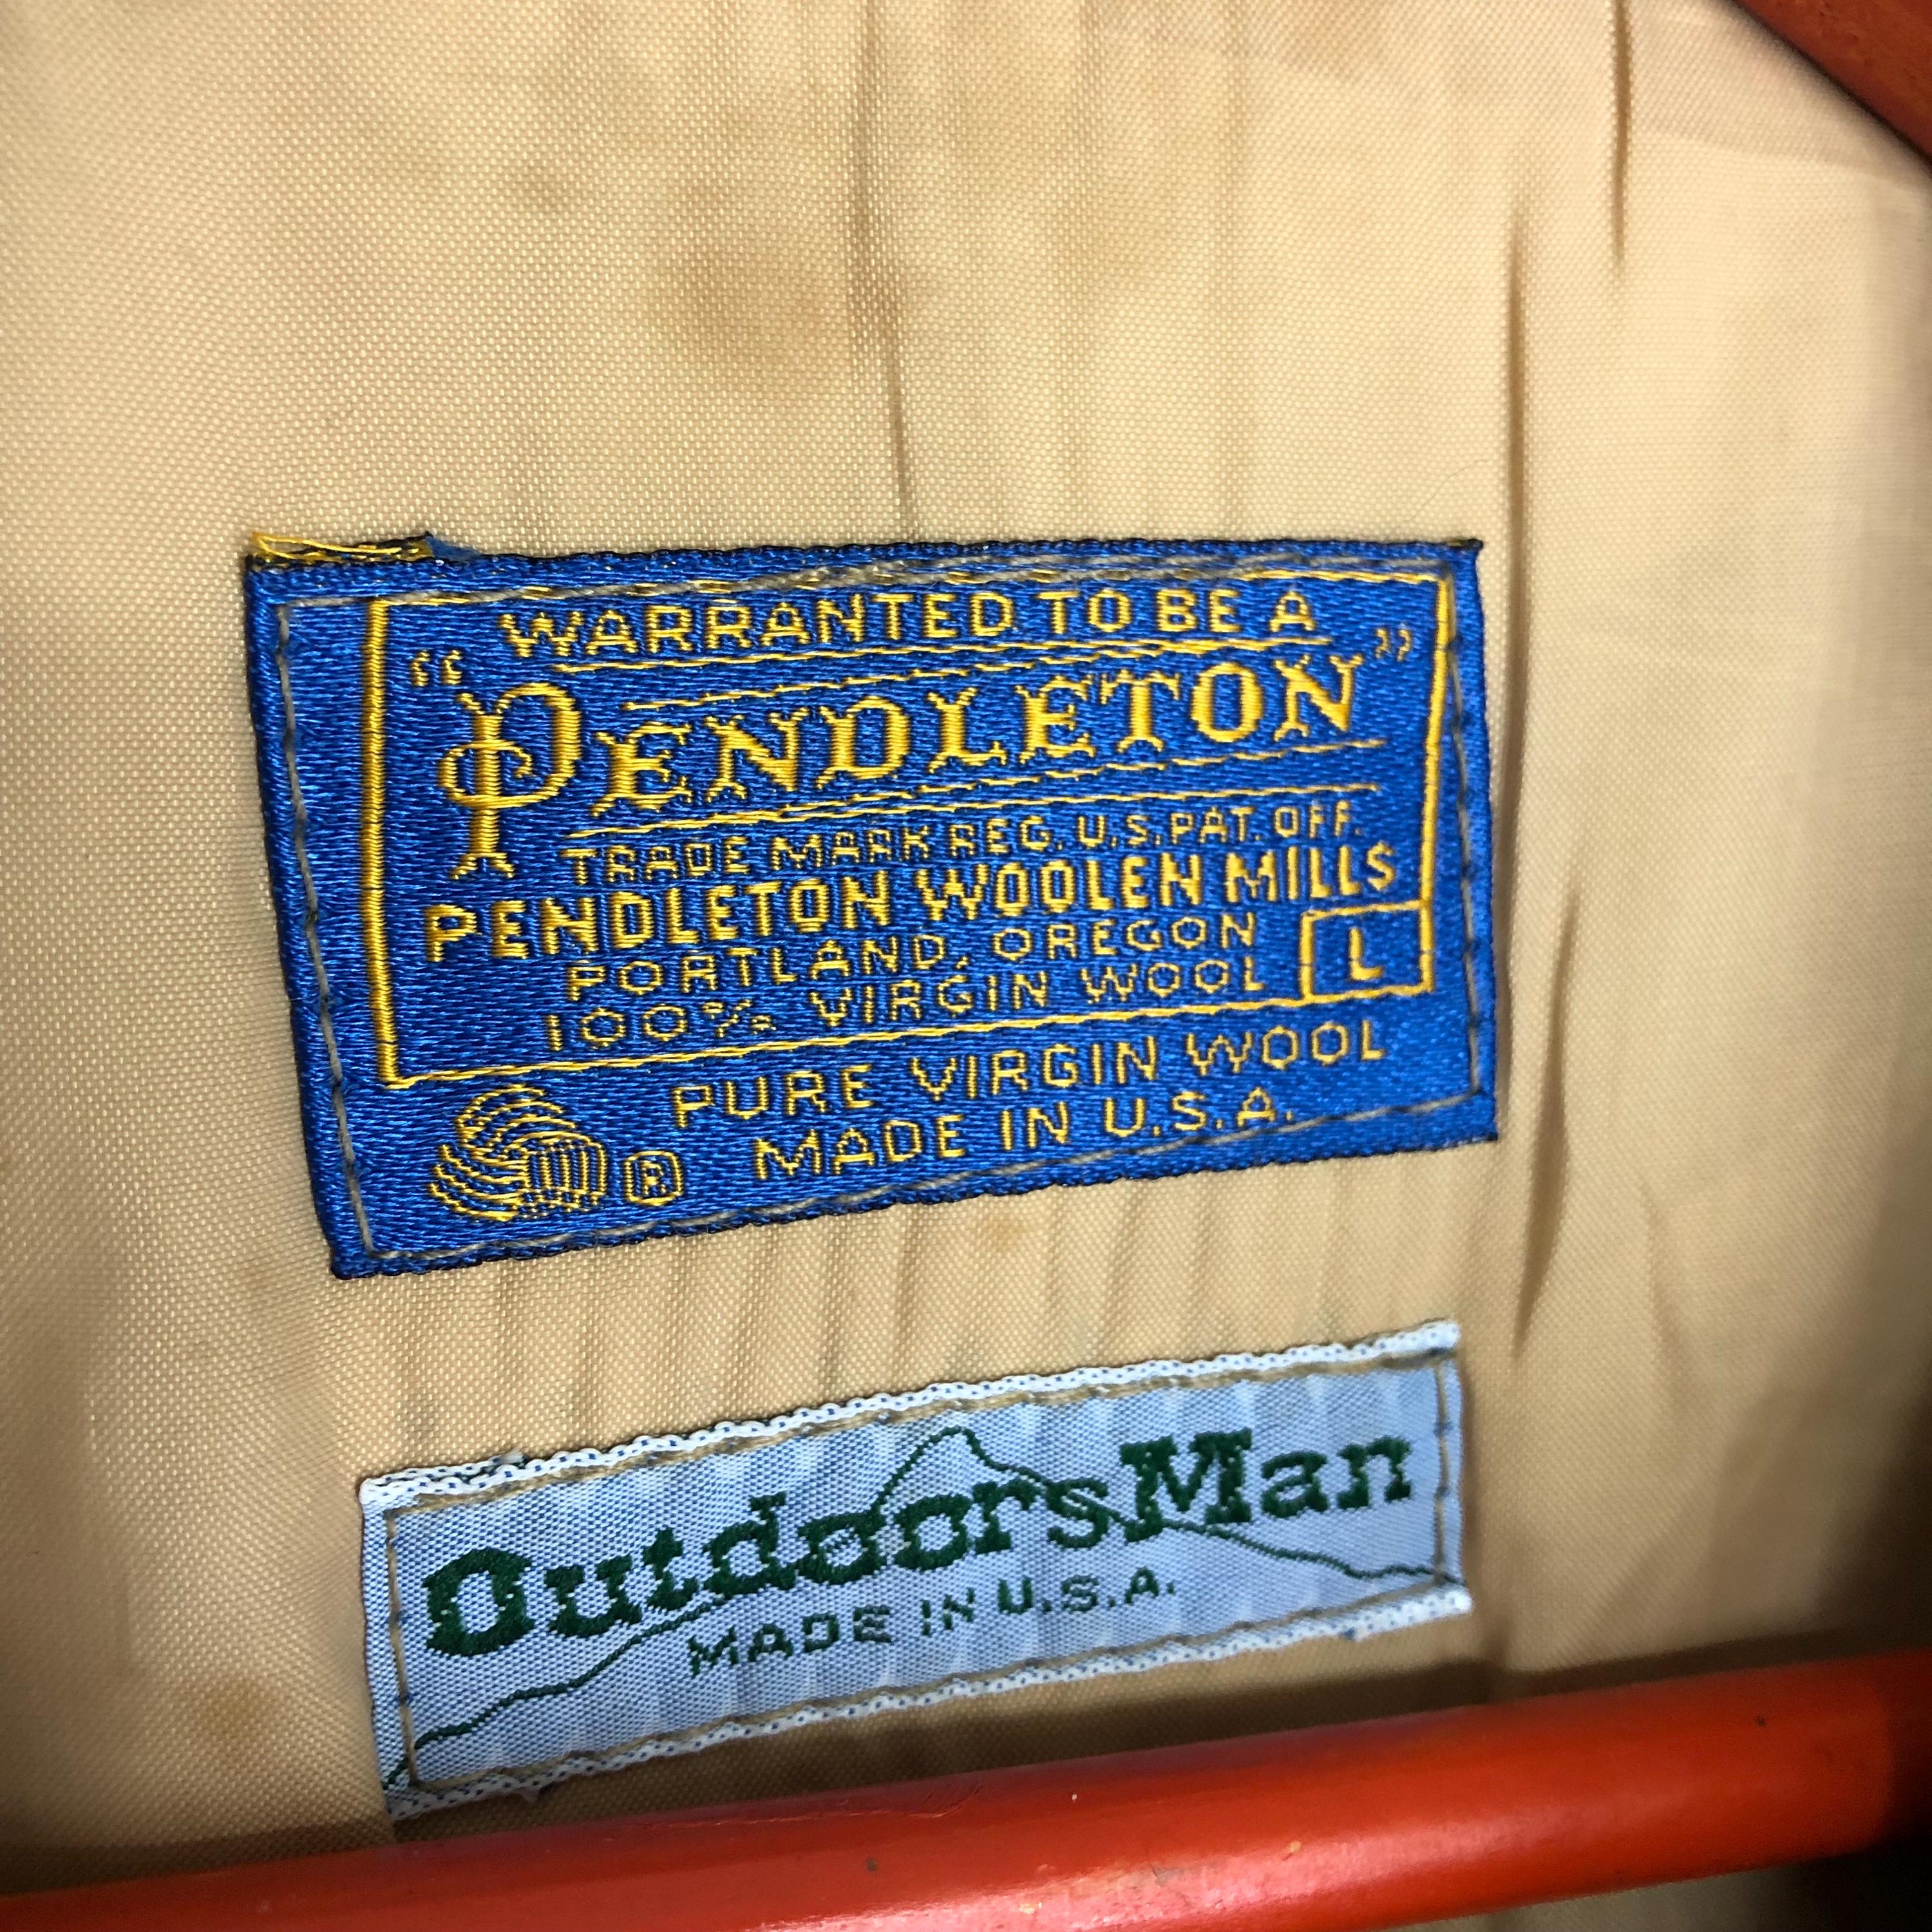 WARRANTED TO BE A
“PENDLETON”
TRADE MARK REG. U.S. PAT. OFF.
PENDLETON WOOLEN MILLS
PORTLAND, OREGON
100% VIRGIN WOOL L
PURE VIRGIN WOOL
® MADE IN U.S.A.
OutdoorsMan
MADE IN U.S.A.